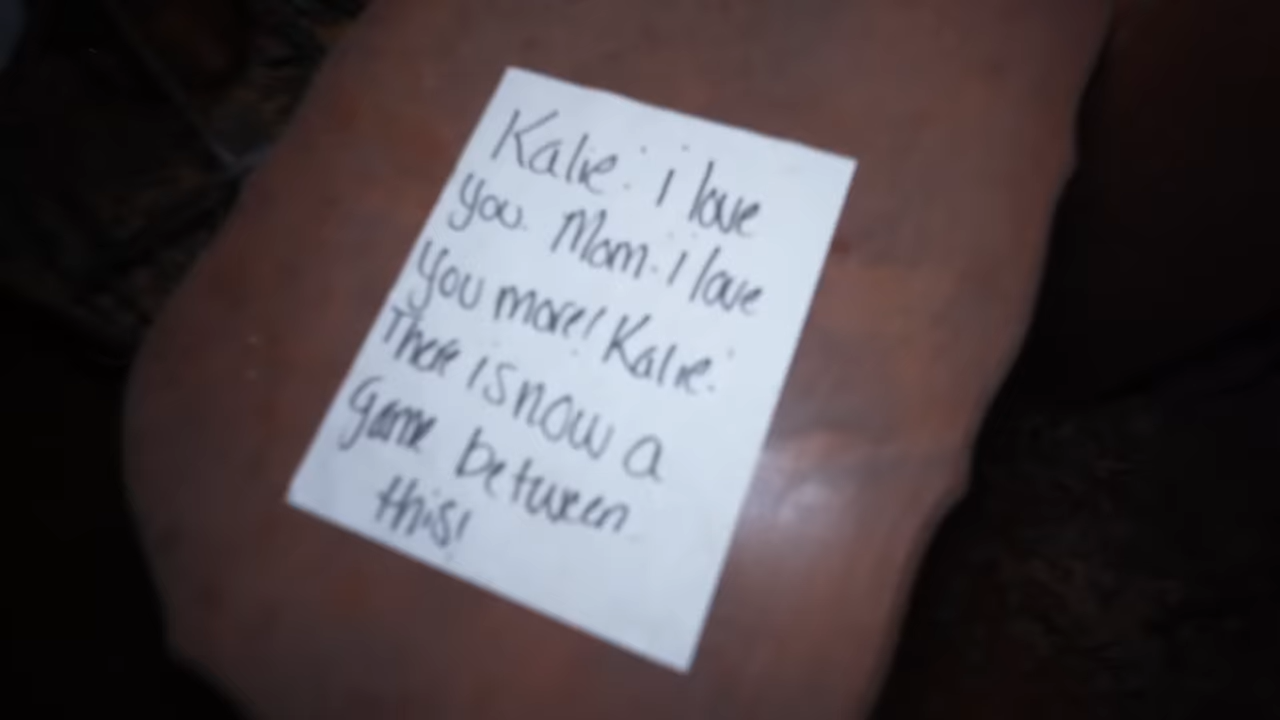 Kalie: i love
you. Mom. i love
you more! Kalie:
There is now a
game between
this!